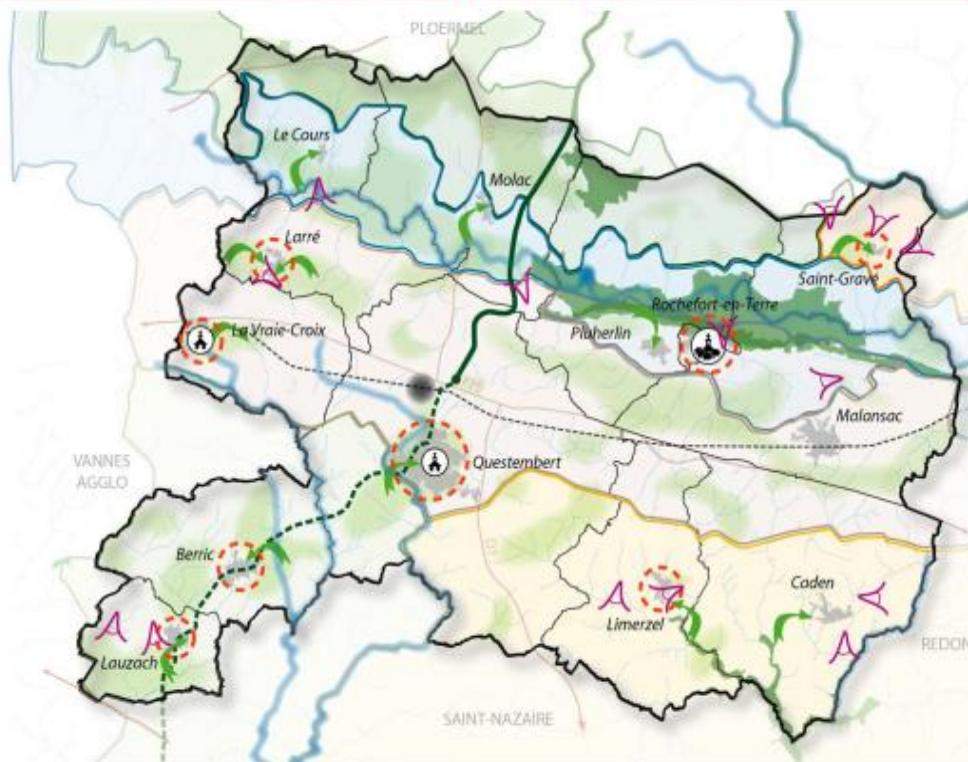 PLOERMEL
Le Cours
Molac
Larré
Saint-Gravé
Rochefort-en-Terre
La Vraie-Croix
Pluherlin
Malansac
VANNES
AGGLO
Questembert
Berric
Caden
Limerzel
Lauzach
REDON
SAINT-NAZAIRE